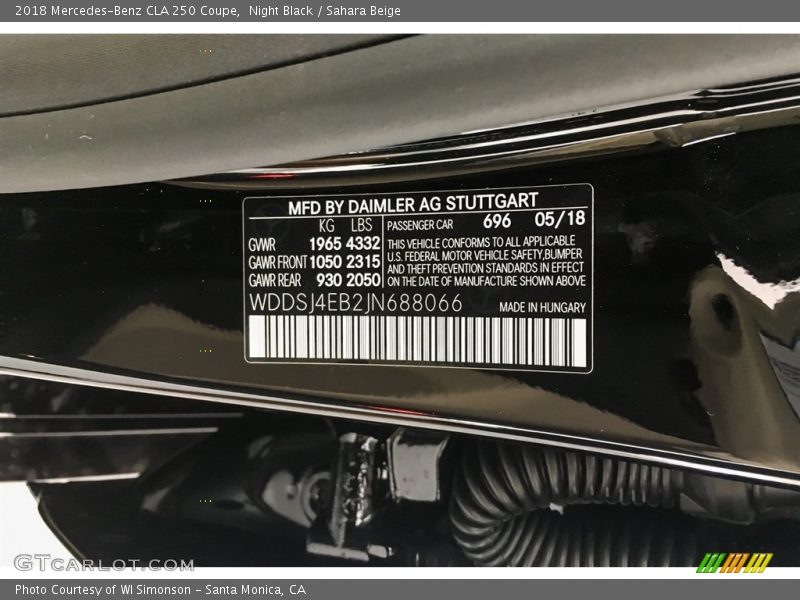 2018 Mercedes-Benz CLA 250 Coupe,  Night Black / Sahara Beige
MFD BY DAIMLER AG STUTTGART
KG LBS
GWR 1965 4332
GAWR FRONT 1050 2315
GAWR REAR 930 2050
PASSENGER CAR 696 05/18
THIS VEHICLE CONFORMS TO ALL APPLICABLE
U.S. FEDERAL MOTOR VEHICLE SAFETY,BUMPER
AND THEFT PREVENTION STANDARDS IN EFFECT
ON THE DATE OF MANUFACTURE SHOWN ABOVE
WDDSJ4EB2JN688066 MADE IN HUNGARY
GTCarLot.com
Photo Courtesy of WI Simonson - Santa Monica, CA